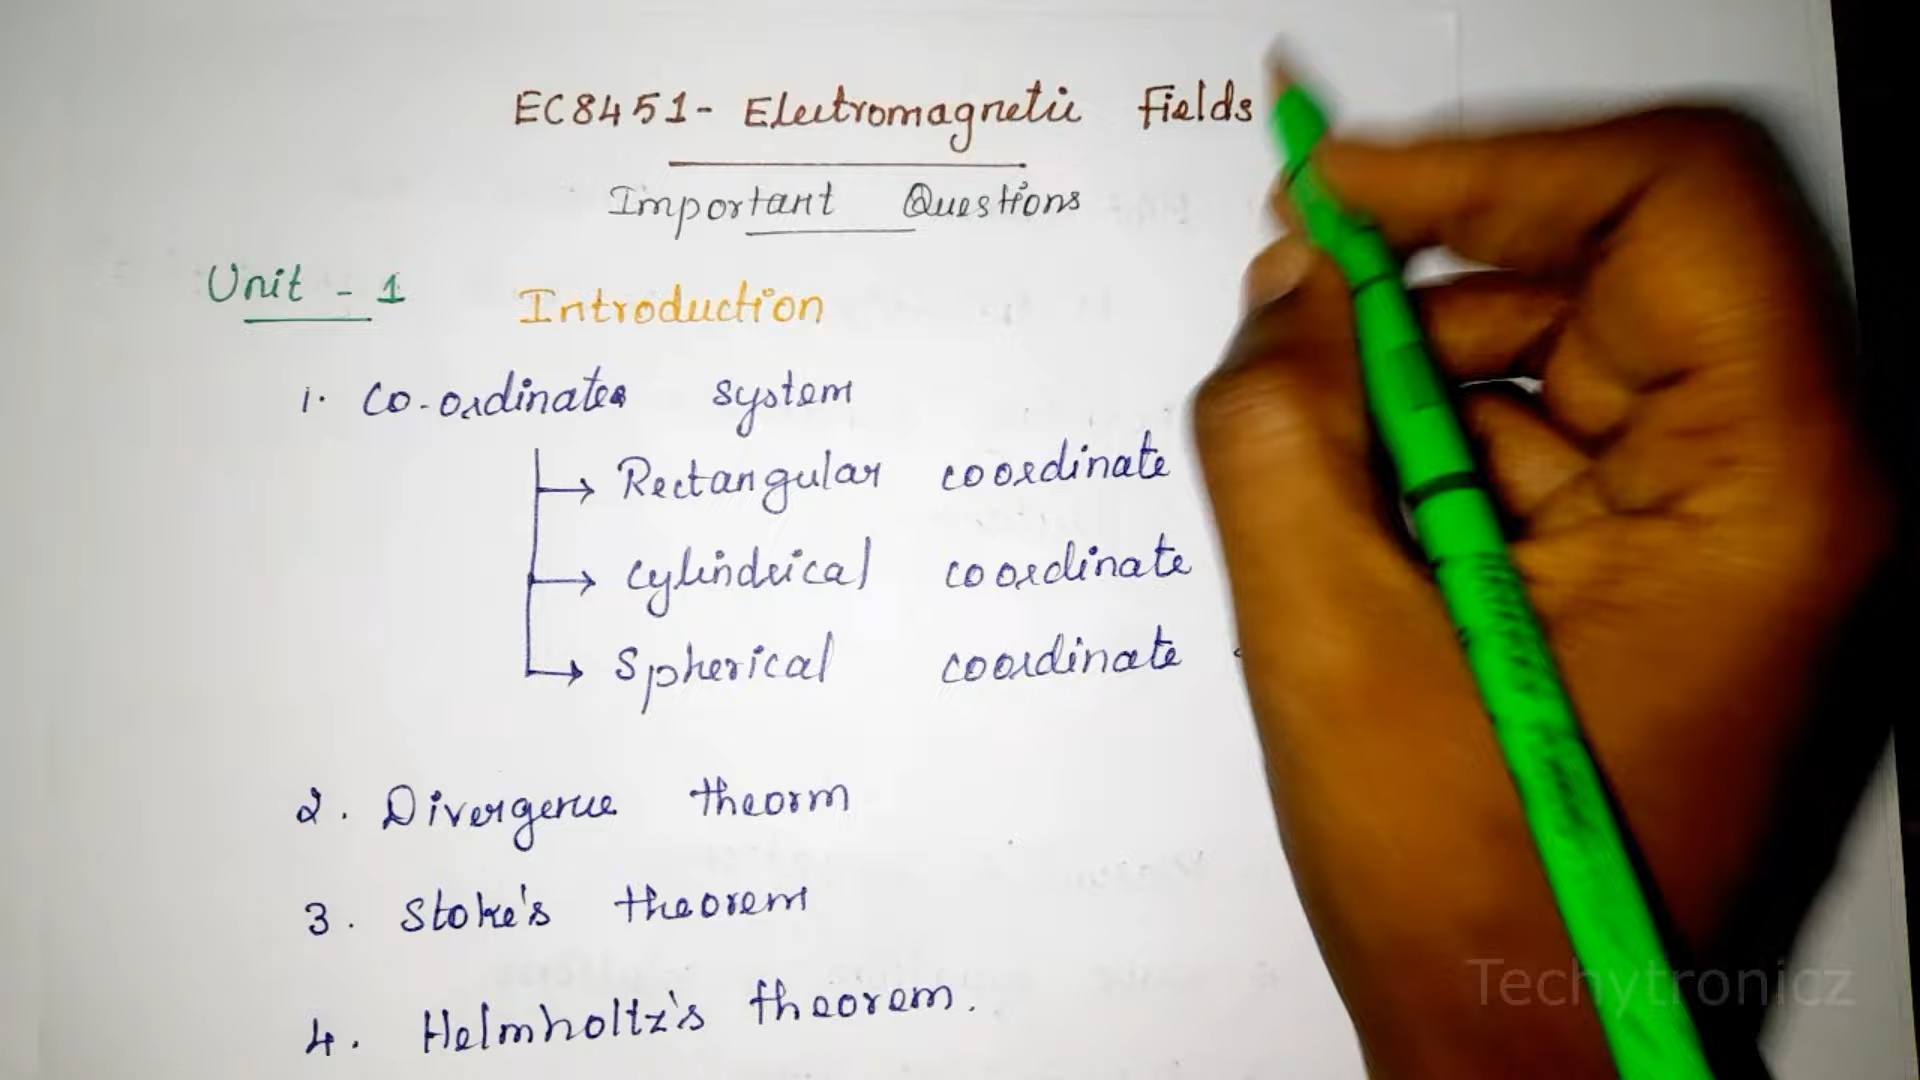 EC8451- Electromagnetic Fields
Important Questions
Unit - 1 Introduction
1. Co-ordinates system
Rectangular coordinate
Cylindrical coordinate
Spherical coordinate
2. Divergence theorm
3. Stoke's theorem
4. Helmholtz's theorem.
Techytronicz